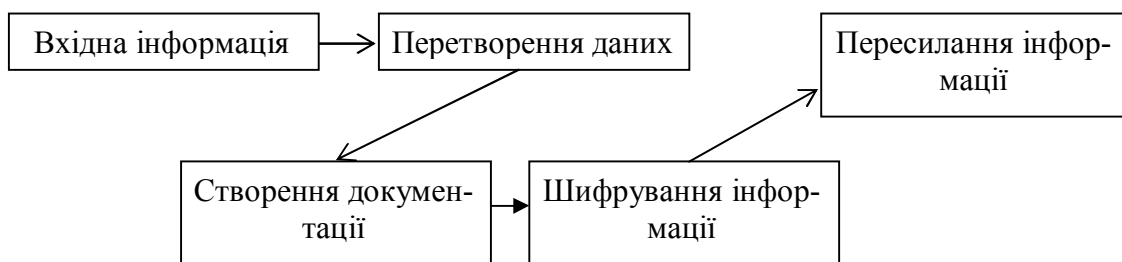 Вхідна інформація
Перетворення даних
Пересилання інфор-
мації
Створення докумен-
тації
Шифрування інфор-
мації